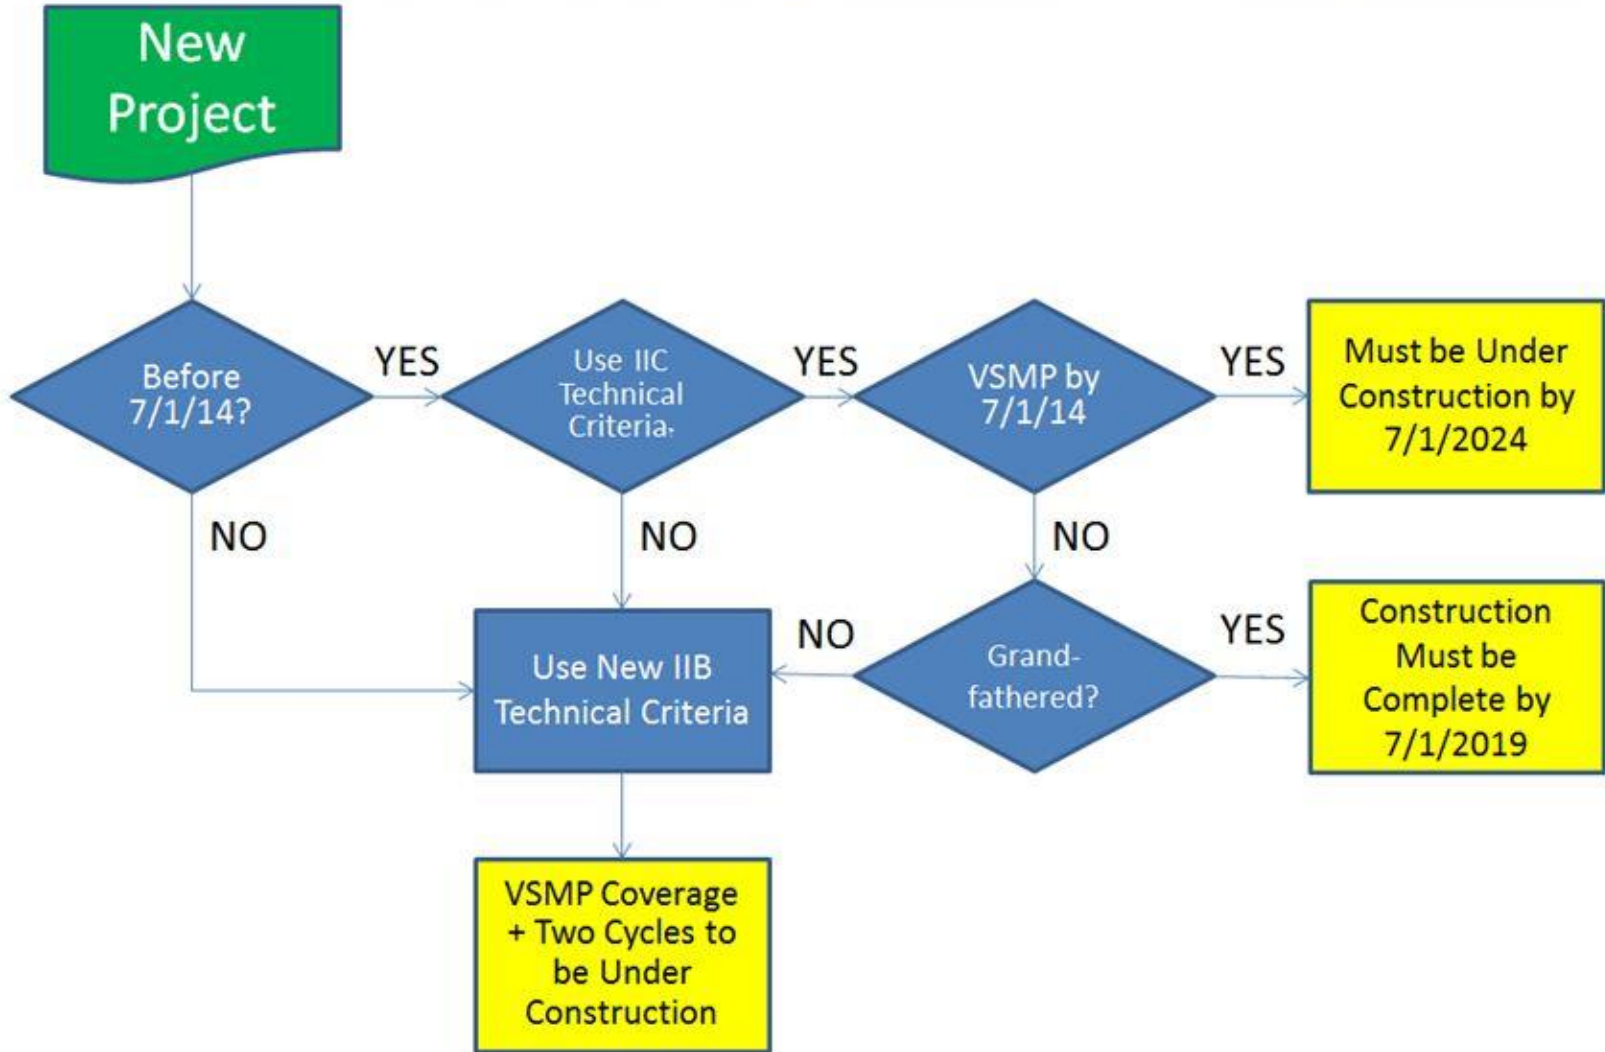 New
Project
Before
7/1/14?
YES
Use IIC
Technical
Criteria?
YES
VSMP by
7/1/14
YES
Must be Under
Construction by
7/1/2024
NO
NO
NO
Use New IIB
Technical Criteria
NO
Grand-
fathered?
YES
Construction
Must be
Complete by
7/1/2019
VSMP Coverage
+ Two Cycles to
be Under
Construction